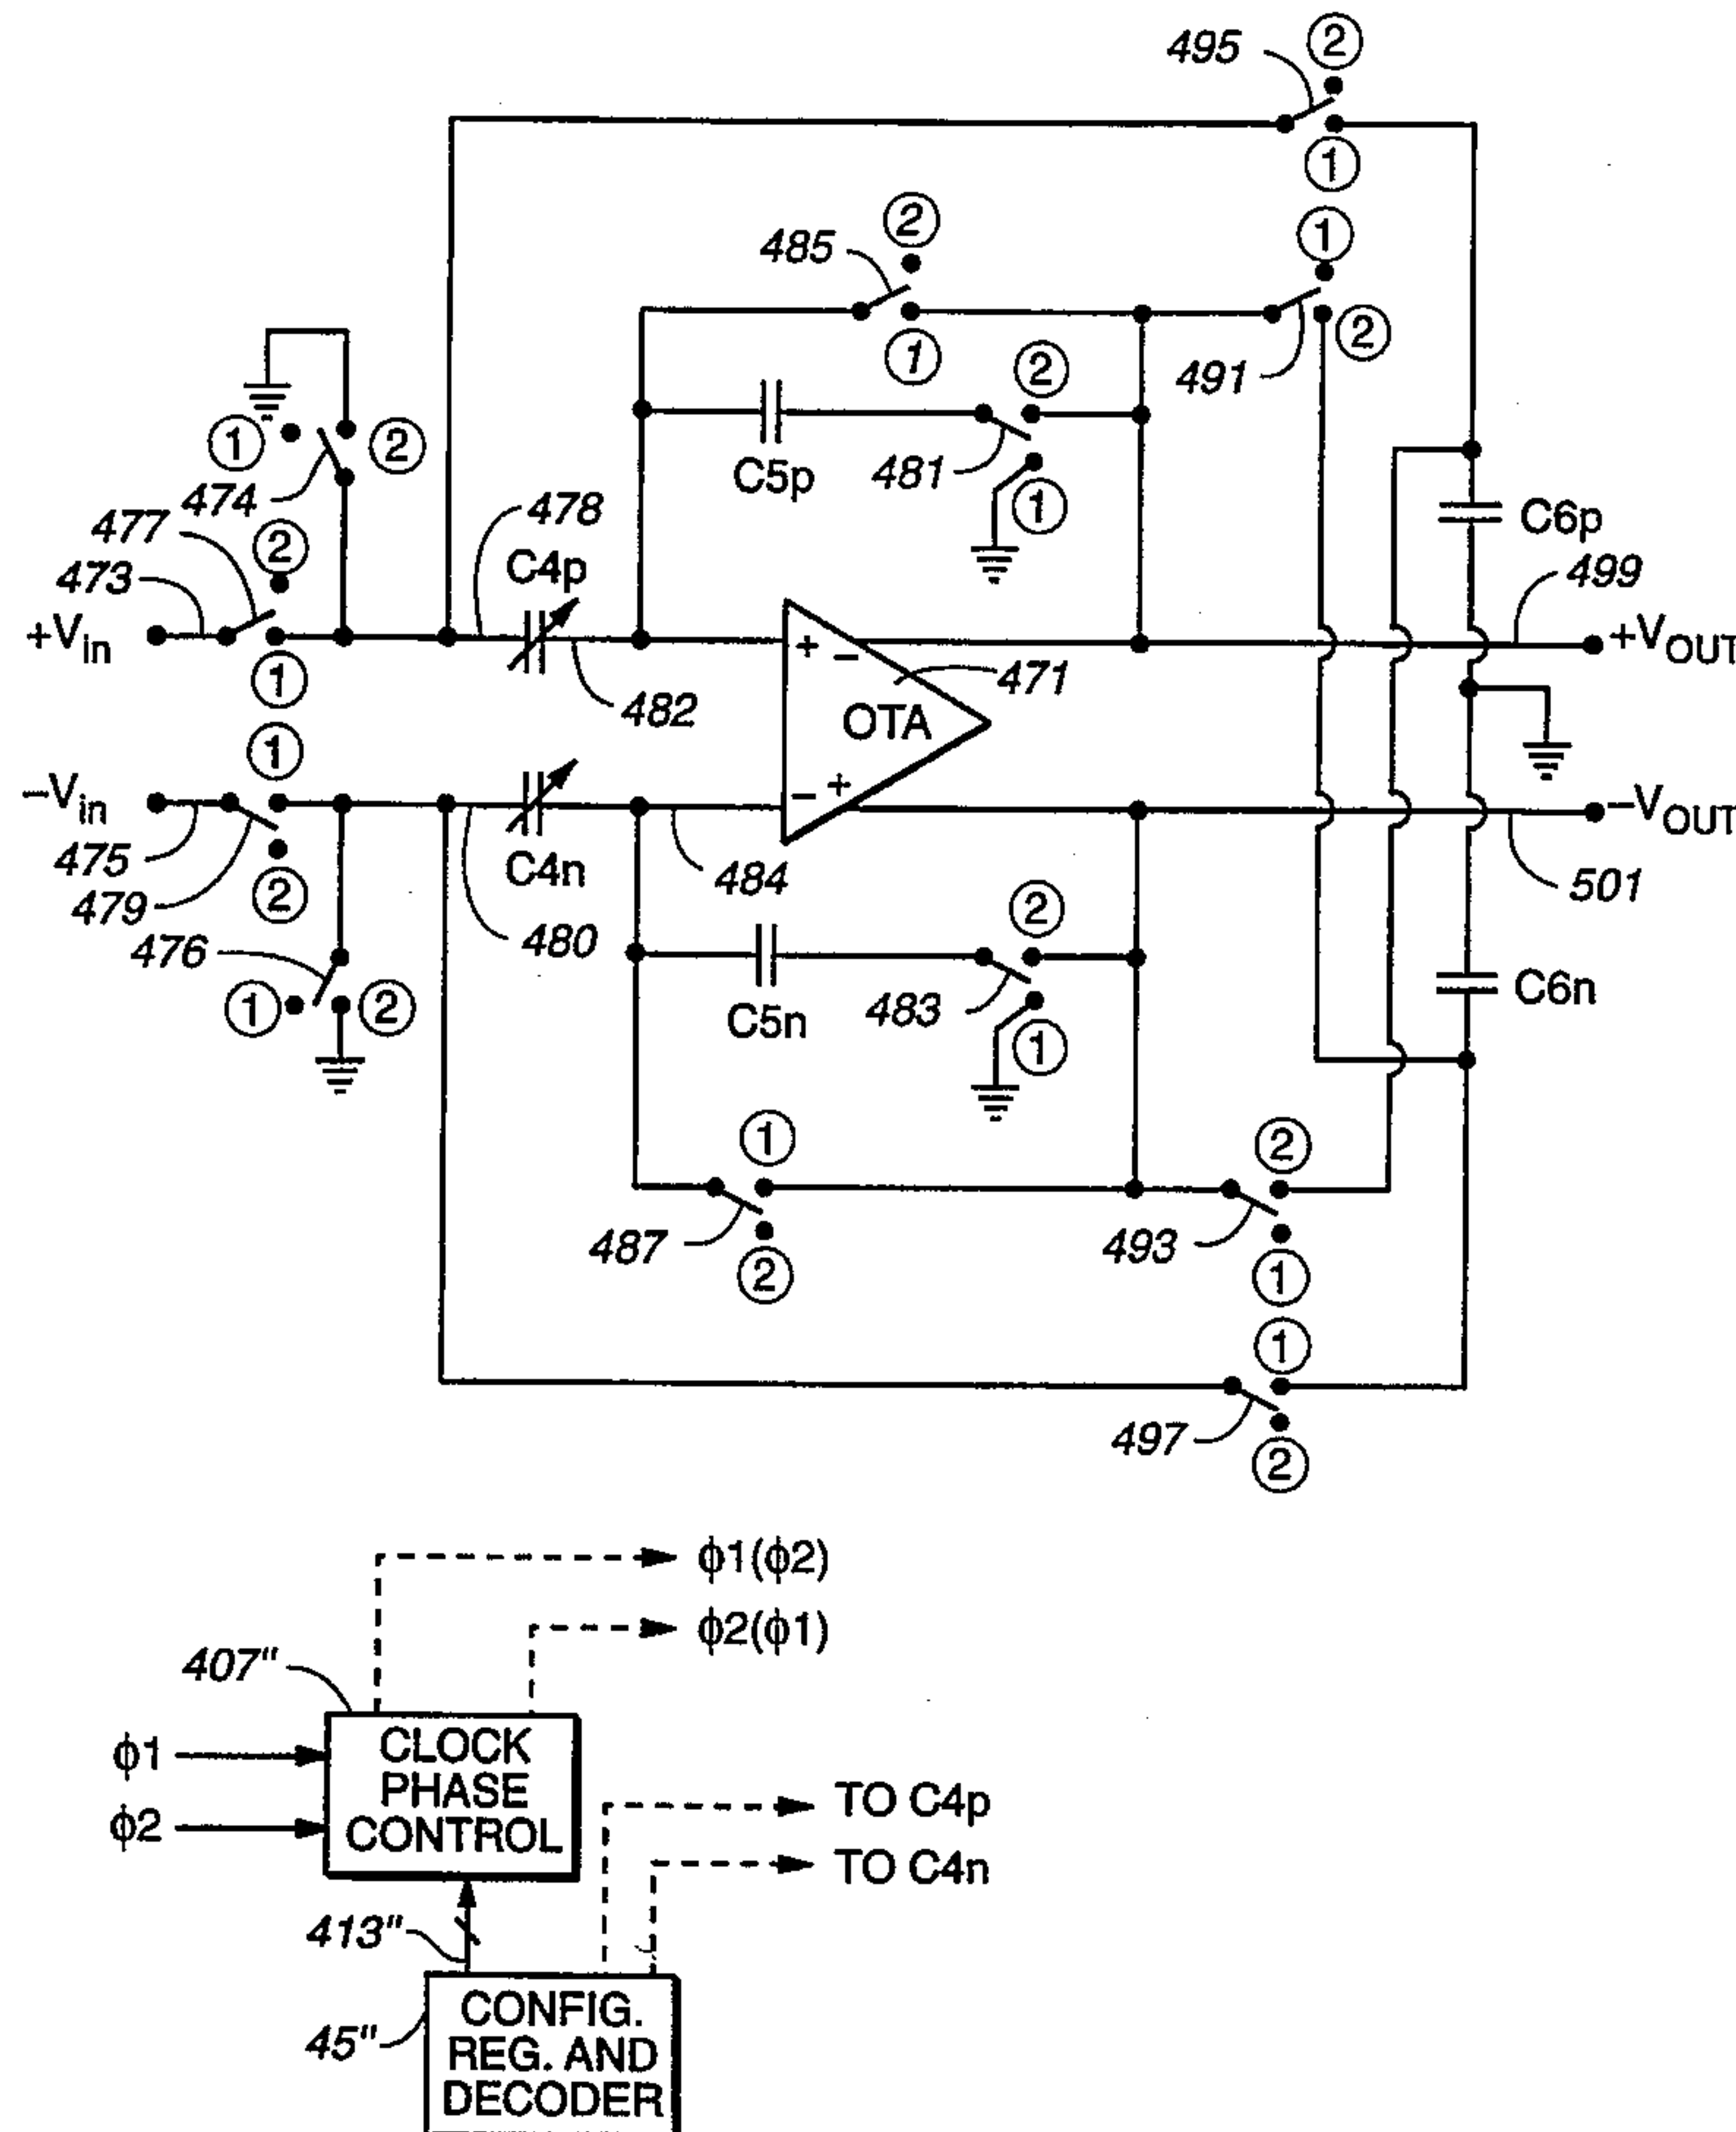 495
②
①
485
②
①
①
491
②
②
C5p
481
①
①
②
474
477
473
②
+Vin
①
478
C4p
482
C6p
499
+VOUT
+
−
471
OTA
①
−Vin
475
479
②
476
①
②
C4n
480
484
−
+
−VOUT
501
②
C5n
483
①
C6n
①
487
②
②
493
①
①
497
②
ϕ1(ϕ2)
ϕ2(ϕ1)
407"
ϕ1
ϕ2
CLOCK
PHASE
CONTROL
TO C4p
TO C4n
413"
45"
CONFIG.
REG. AND
DECODER